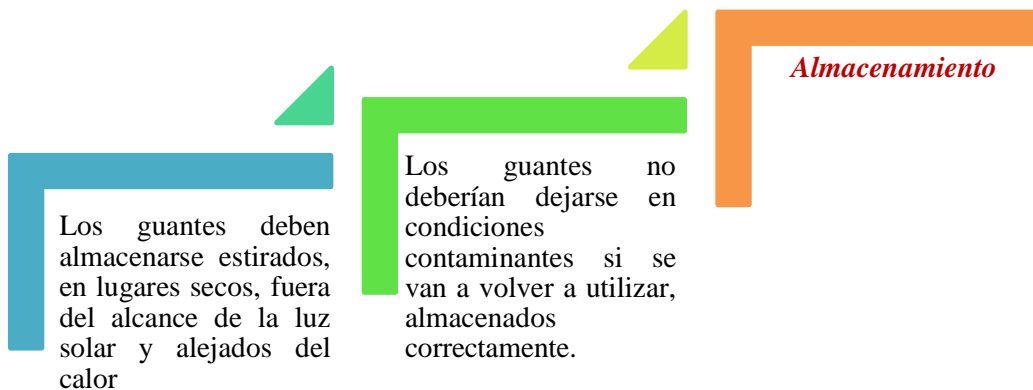 Almacenamiento
Los guantes deben
almacenarse estirados,
en lugares secos, fuera
del alcance de la luz
solar y alejados del
calor
Los guantes no
deberían dejarse en
condiciones
contaminantes si se
van a volver a utilizar,
almacenados
correctamente.